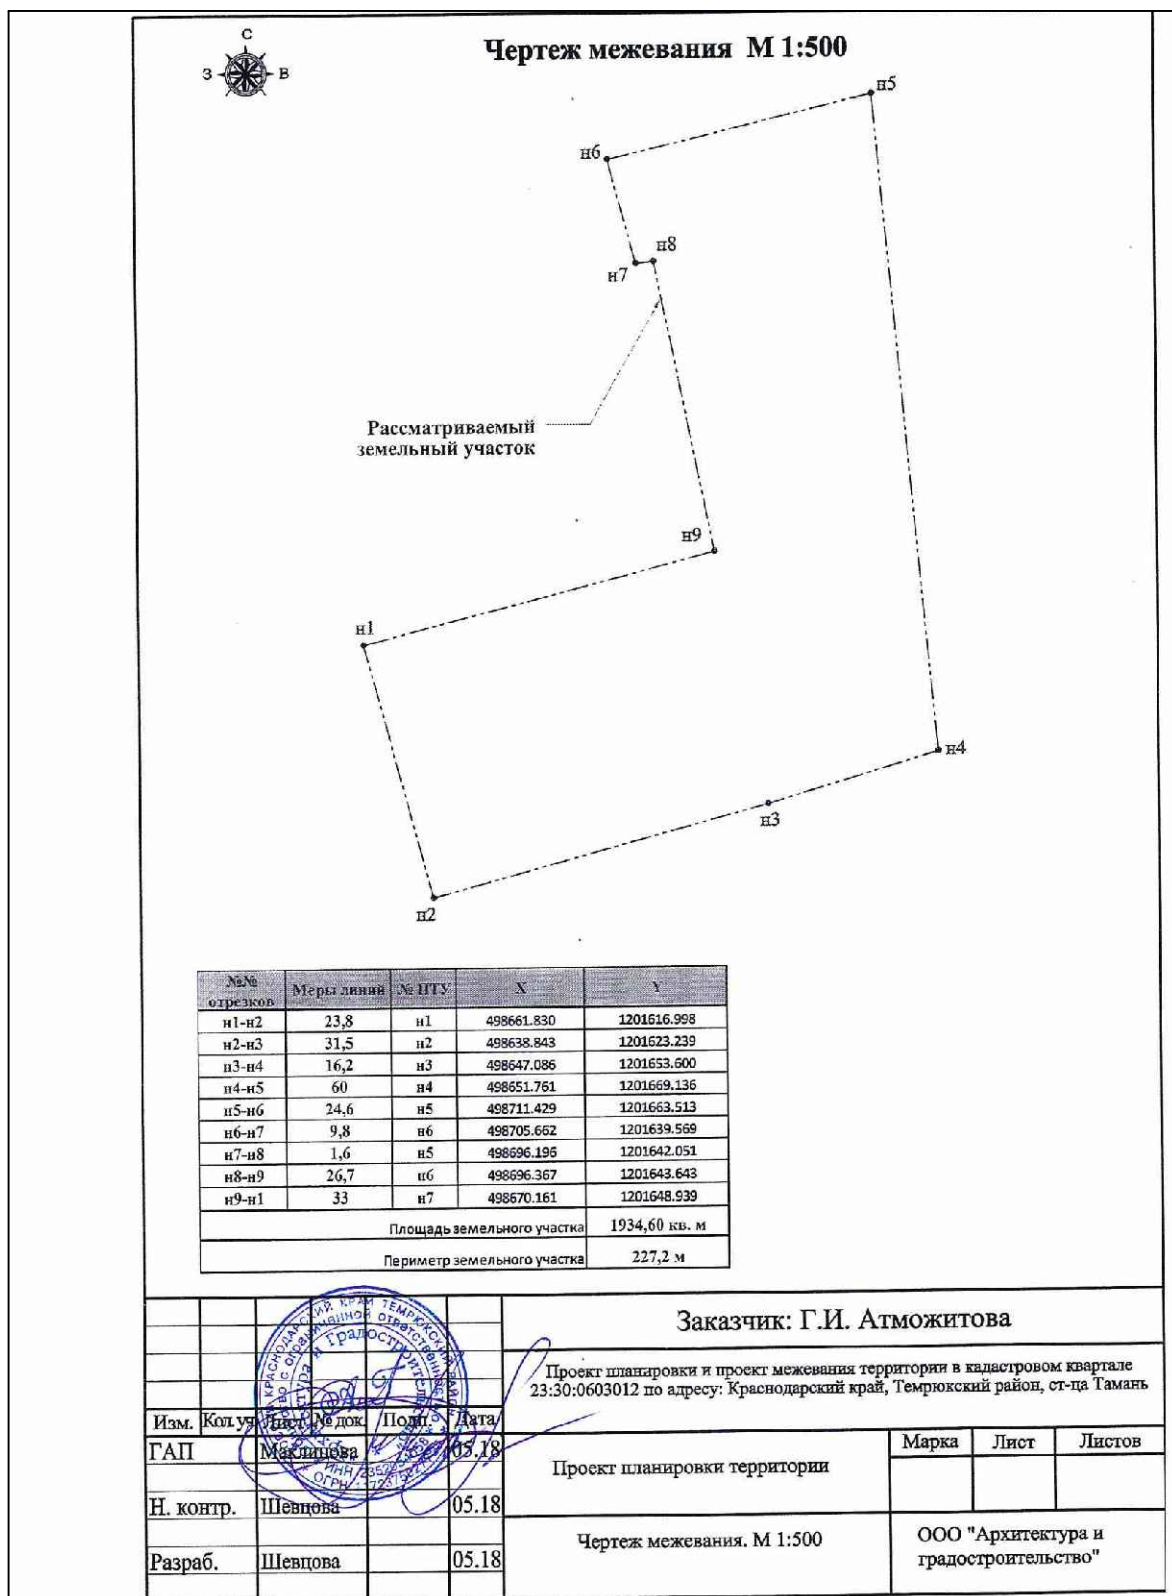 С
З В
Чертеж межевания М 1:500
н5
н6
н8
н7
Рассматриваемый
земельный участок
н9
н1
н4
н3
н2
№№ отрезков Меры линий № ПТУ X Y
н1-н2 23,8 н1 498661.830 1201616.998
н2-н3 31,5 н2 498638.843 1201623.239
н3-н4 16,2 н3 498647.086 1201653.600
н4-н5 60 н4 498651.761 1201669.136
н5-н6 24,6 н5 498711.429 1201663.513
н6-н7 9,8 н6 498705.662 1201639.569
н7-н8 1,6 н5 498696.196 1201642.051
н8-н9 26,7 н6 498696.367 1201643.643
н9-н1 33 н7 498670.161 1201648.939
Площадь земельного участка 1934,60 кв. м
Периметр земельного участка 227,2 м
Заказчик: Г.И. Атможитова
Проект планировки и проект межевания территории в кадастровом квартале
23:30:0603012 по адресу: Краснодарский край, Темрюкский район, ст-ца Тамань
Изм. Кол.уч Лист № док. Подп. Дата
ГАП Маклицова 05.18
Проект планировки территории
Марка Лист Листов
Н. контр. Шевцова 05.18
Чертеж межевания. М 1:500
ООО "Архитектура и
градостроительство"
Разраб. Шевцова 05.18